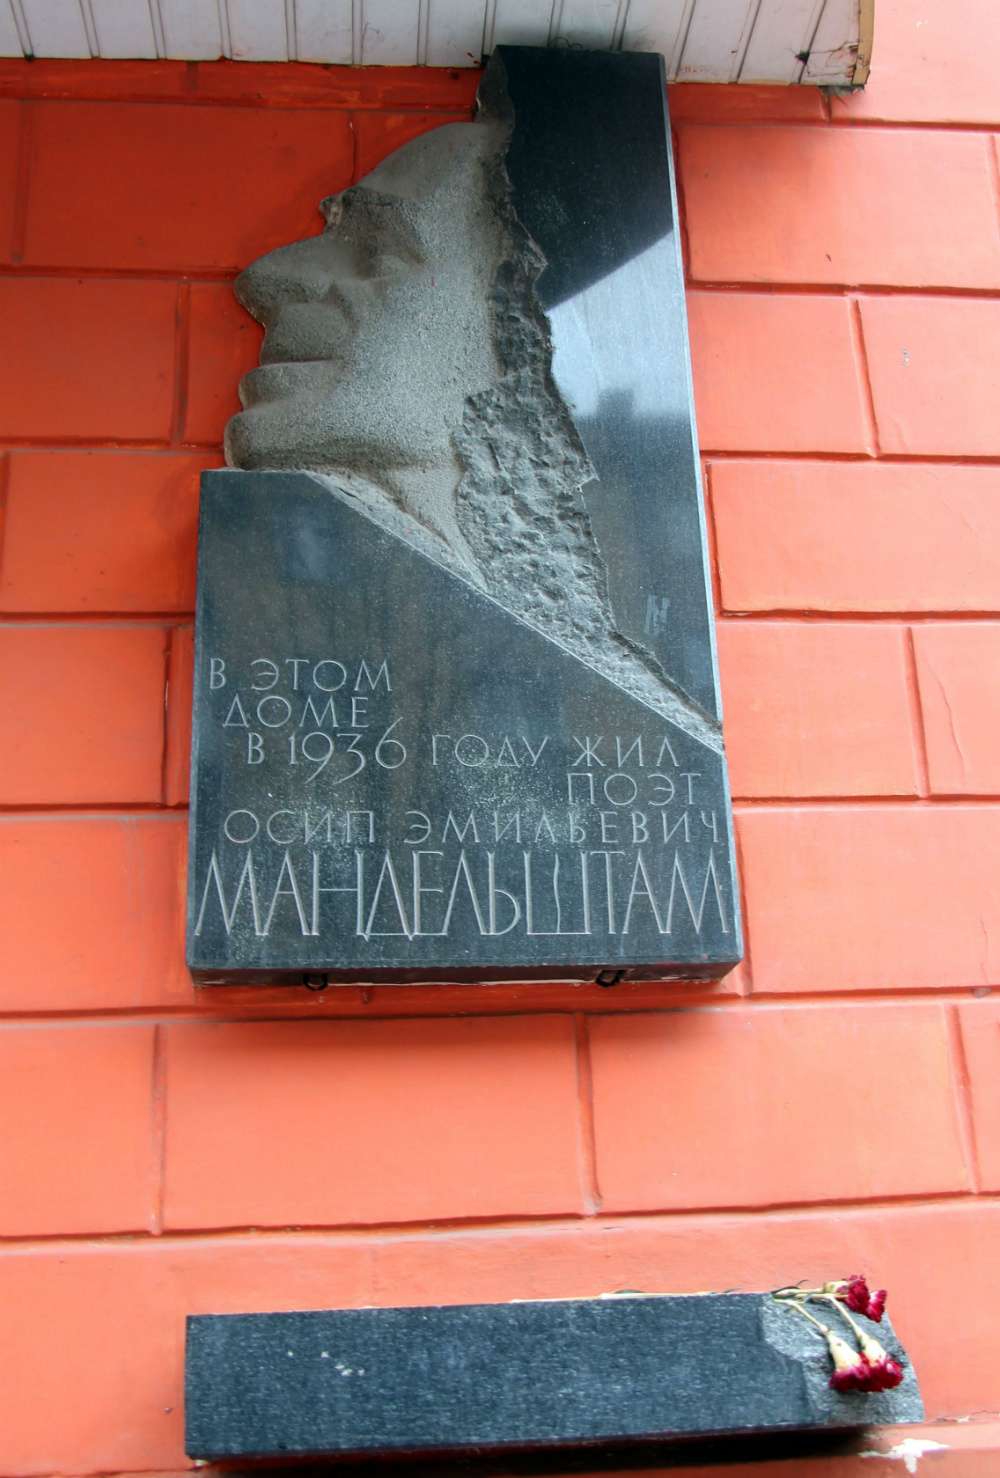 В ЭТОМ
ДОМЕ
В 1936 ГОДУ ЖИЛ
ПОЭТ
ОСИП ЭМИЛЬЕВИЧ
МАНДЕЛЬШТАМ